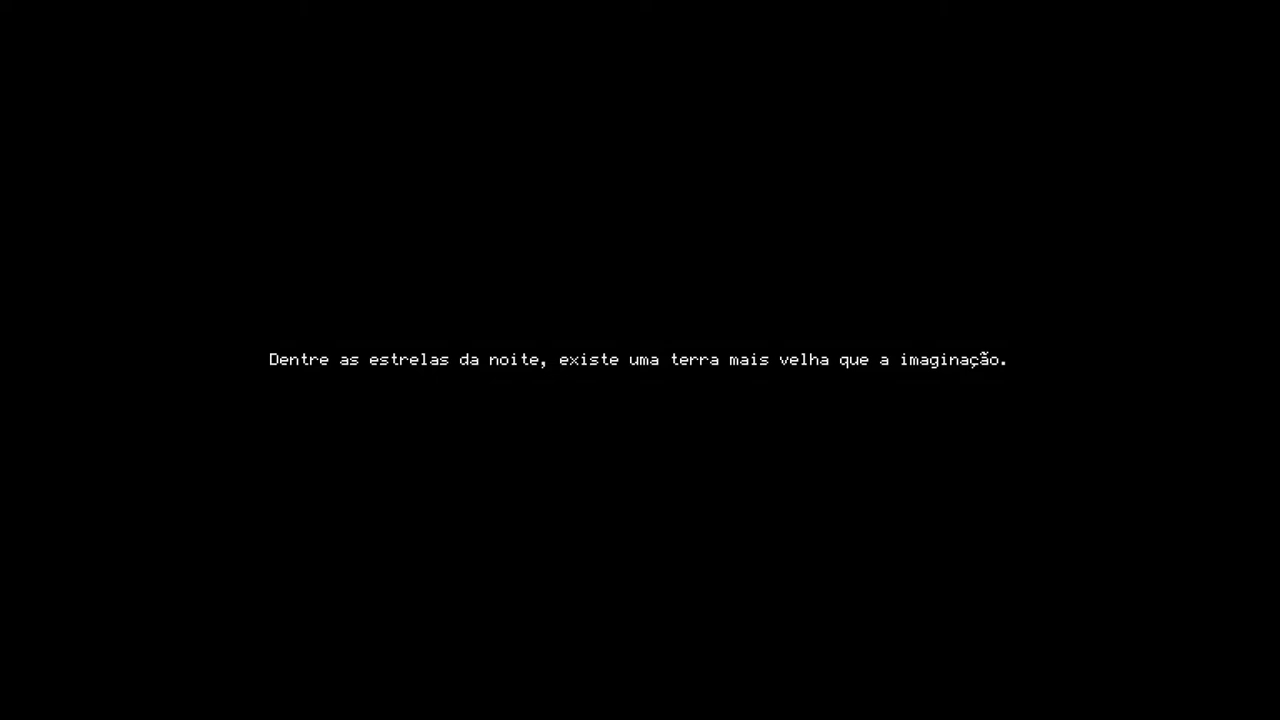 Dentre as estrelas da noite, existe uma terra mais velha que a imaginação.